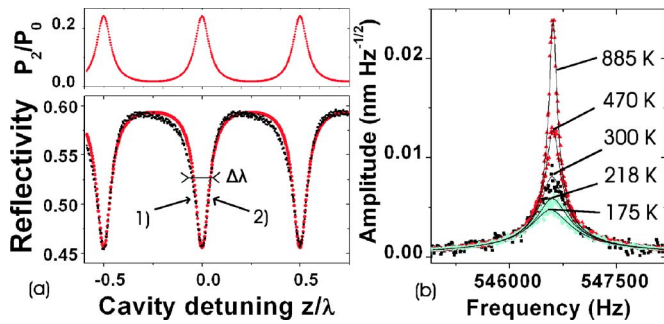 P2/P0
0.2
0.0
Reflectivity
0.60
0.55
0.50
0.45
Δλ
1)
2)
-0.5
0.0
0.5
Cavity detuning z/λ
(a)
Amplitude (nm Hz-1/2)
0.02
0.01
0.00
885 K
470 K
300 K
218 K
175 K
546000
547500
Frequency (Hz)
(b)